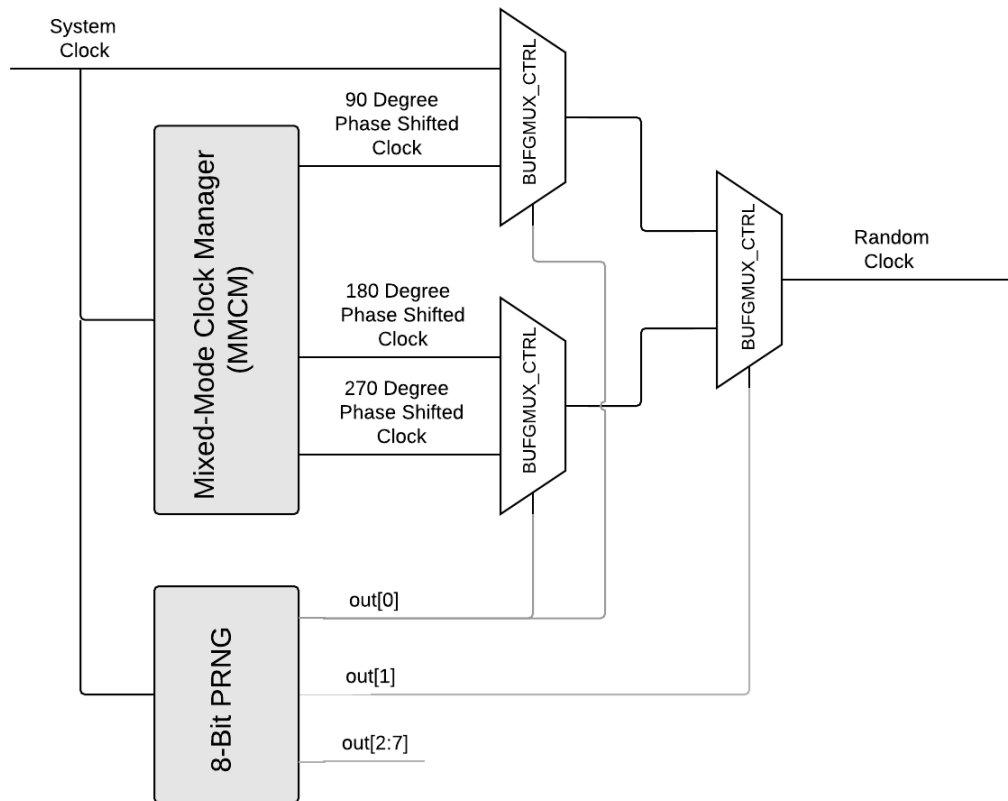 System
Clock
90 Degree
Phase Shifted
Clock
BUFGMUX_CTRL
Mixed-Mode Clock Manager
(MMCM)
BUFGMUX_CTRL
Random
Clock
180 Degree
Phase Shifted
Clock
270 Degree
Phase Shifted
Clock
BUFGMUX_CTRL
8-Bit PRNG
out[0]
out[1]
out[2:7]